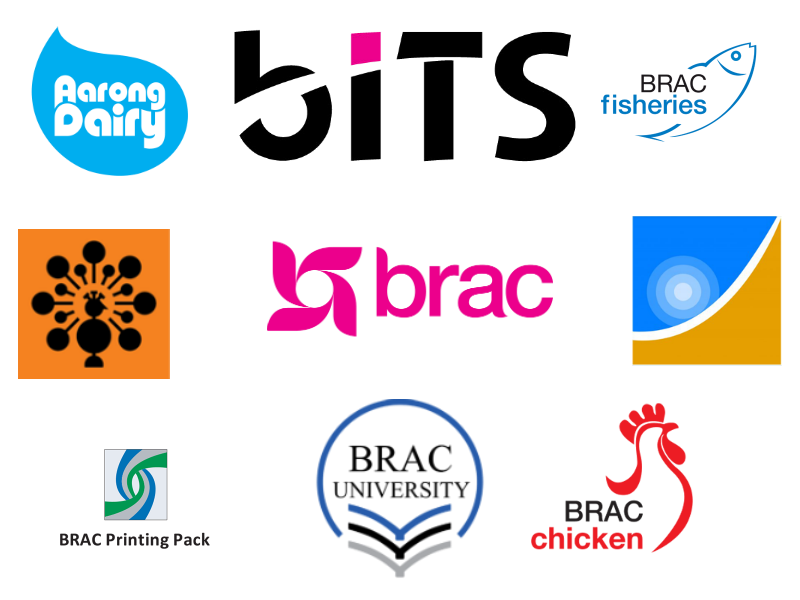 Aarong
Dairy
biTS
BRAC
fisheries
brac
BRAC Printing Pack
BRAC
UNIVERSITY
BRAC
chicken